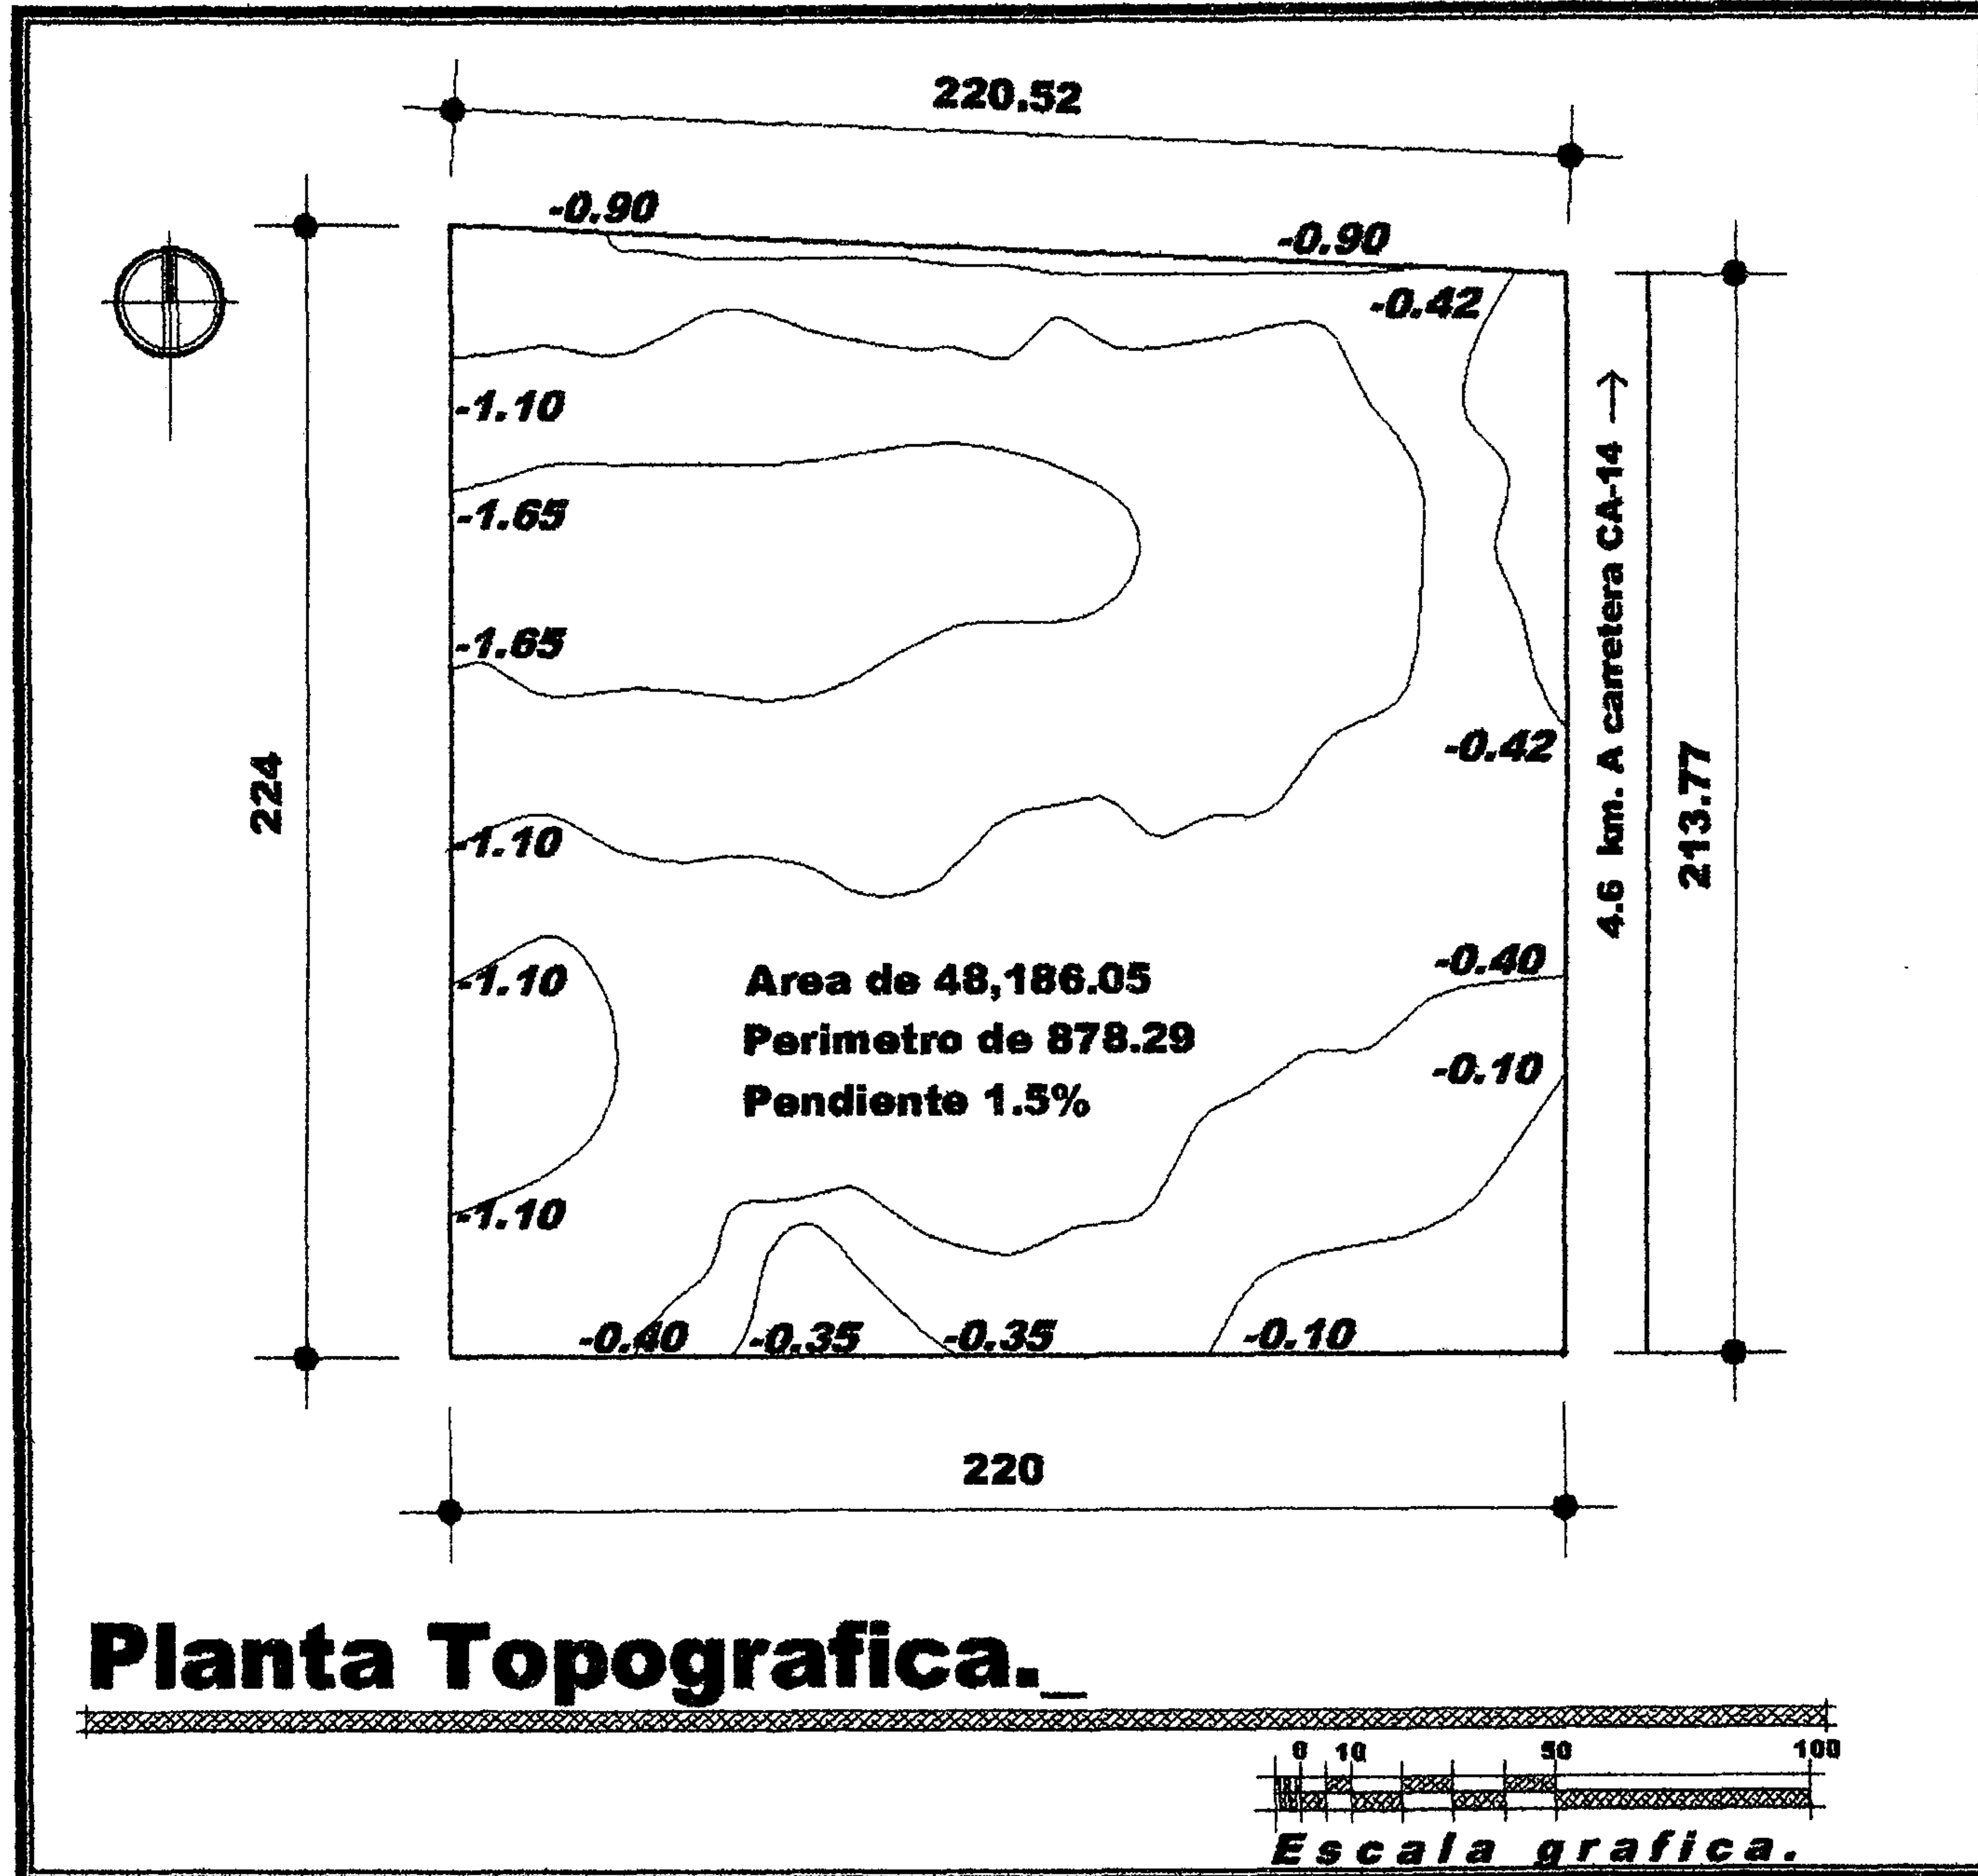 220.52
-0.90
-0.90
-0.42
-1.10
-1.65
-1.65
-0.42
224
4.6 km. A carretera CA-14 →
213.77
-1.10
-0.40
-1.10
Area de 48,186.05
Perimetro de 878.29
Pendiente 1.5%
-0.10
-1.10
-0.40
-0.35
-0.35
-0.10
220
Planta Topografica._
0 10 50 100
Escala grafica.